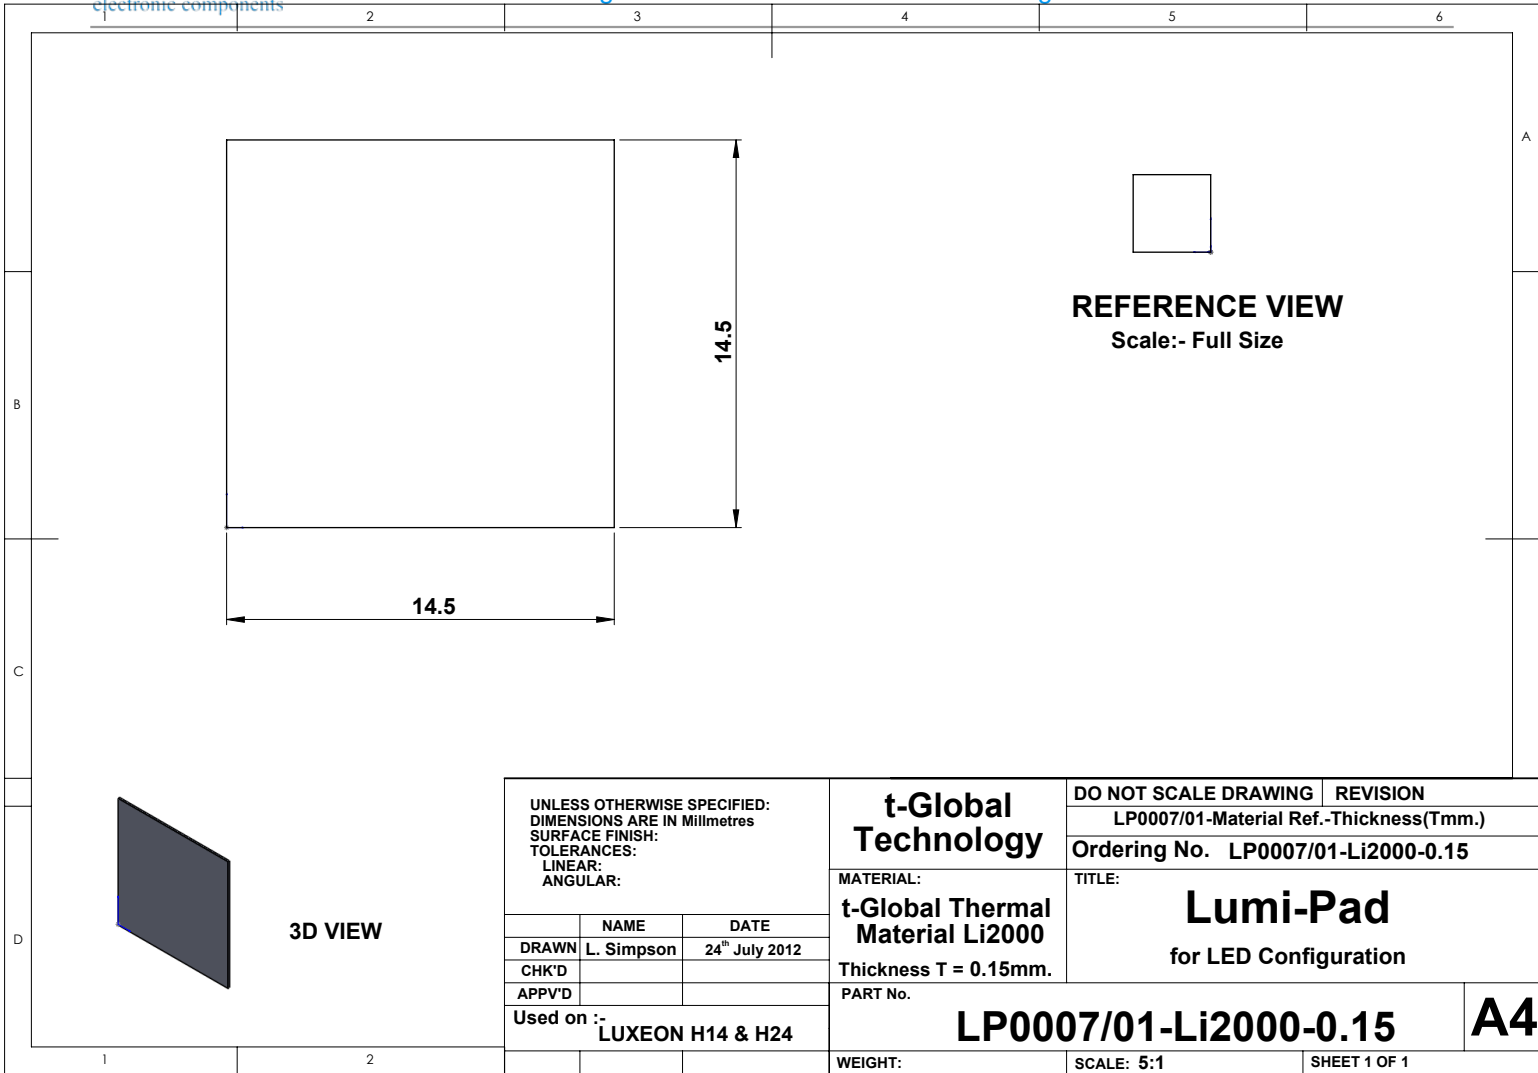 electronic components
1 2 3 4 5 6
A
REFERENCE VIEW
Scale:- Full Size
14.5
B
14.5
C
3D VIEW
D
UNLESS OTHERWISE SPECIFIED:
DIMENSIONS ARE IN Millmetres
SURFACE FINISH:
TOLERANCES:
LINEAR:
ANGULAR:
NAME DATE
DRAWN L. Simpson 24th July 2012
CHK'D
APPV'D
Used on :-
LUXEON H14 & H24
t-Global
Technology
MATERIAL:
t-Global Thermal
Material Li2000
Thickness T = 0.15mm.
DO NOT SCALE DRAWING REVISION
LP0007/01-Material Ref.-Thickness(Tmm.)
Ordering No. LP0007/01-Li2000-0.15
TITLE:
Lumi-Pad
for LED Configuration
PART No.
LP0007/01-Li2000-0.15
A4
WEIGHT: SCALE: 5:1 SHEET 1 OF 1
1 2